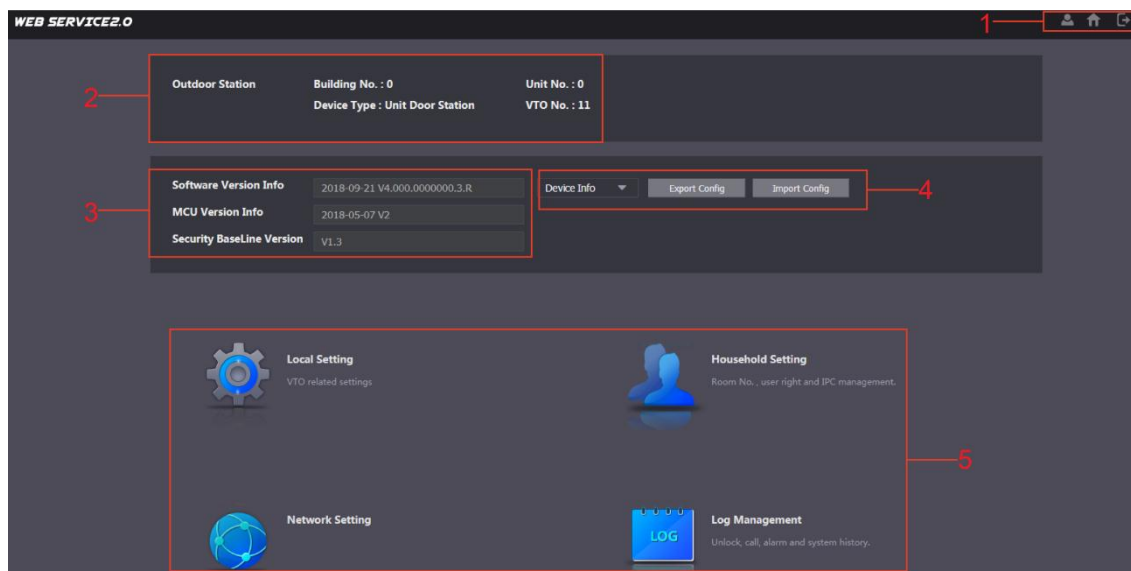 WEB SERVICE2.0
1
2
Outdoor Station Building No. : 0 Unit No. : 0
Device Type : Unit Door Station VTO No. : 11
3
Software Version Info 2018-09-21 V4.000.0000000.3.R Device Info Export Config Import Config
4
MCU Version Info 2018-05-07 V2
Security BaseLine Version V1.3
Local Setting
VTO related settings
Household Setting
Room No. , user right and IPC management.
5
Network Setting
LOG
Log Management
Unlock, call, alarm and system history.